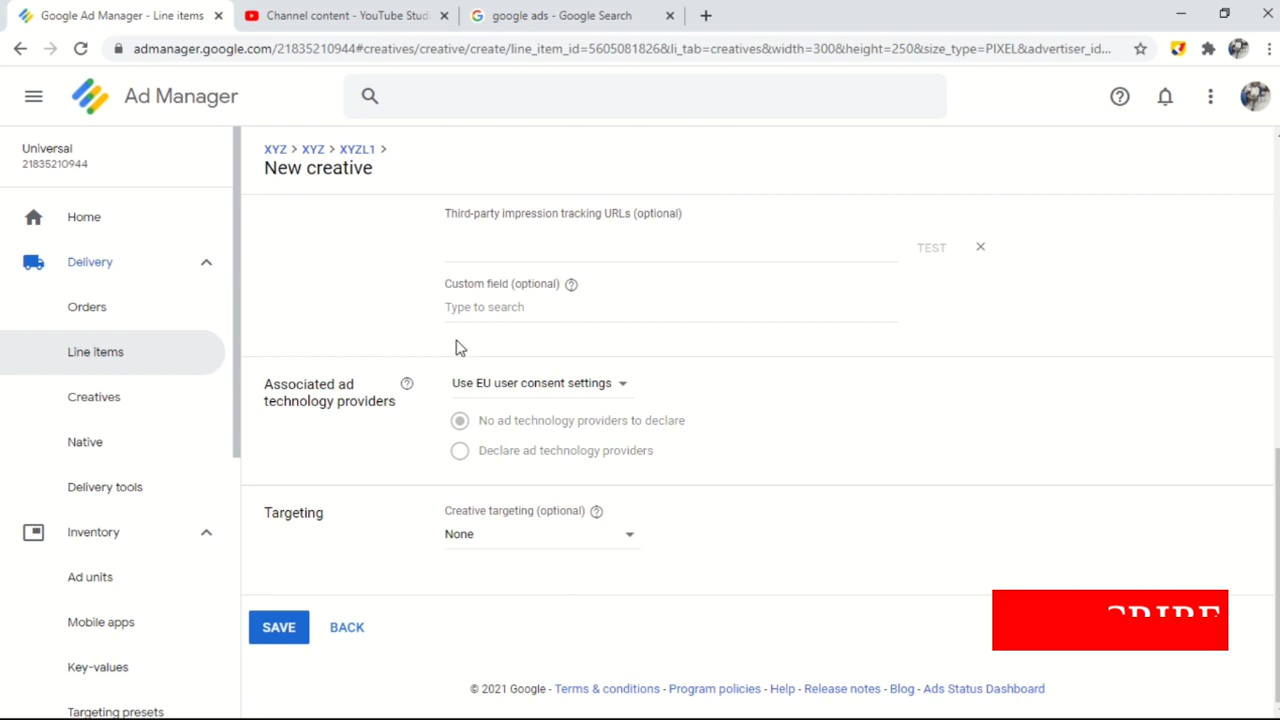 Google Ad Manager - Line items
Channel content - YouTube Studi
google ads - Google Search
admanager.google.com/21835210944#creatives/creative/create/line_item_id=5605081826&li_tab=creatives&width=300&height=250&size_type=PIXEL&advertiser_id...
Ad Manager
Universal
21835210944
Home
Delivery
Orders
Line items
Creatives
Native
Delivery tools
Inventory
Ad units
Mobile apps
Key-values
Targeting presets
XYZ > XYZ > XYZL1 >
New creative
Third-party impression tracking URLs (optional)
TEST
Custom field (optional)
Type to search
Associated ad
technology providers
Use EU user consent settings
No ad technology providers to declare
Declare ad technology providers
Targeting
Creative targeting (optional)
None
SAVE
BACK
© 2021 Google - Terms & conditions - Program policies - Help - Release notes - Blog - Ads Status Dashboard